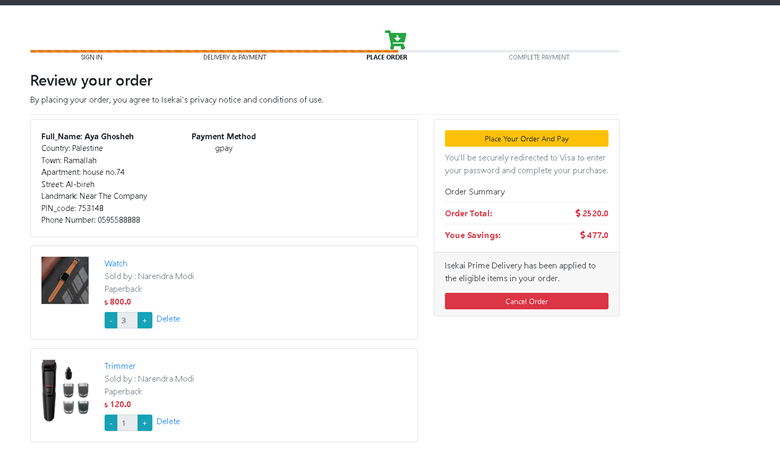 SIGN IN
DELIVERY & PAYMENT
PLACE ORDER
COMPLETE PAYMENT
Review your order
By placing your order, you agree to Isekai's privacy notice and conditions of use.
Full_Name: Aya Ghosheh
Country: Palestine
Town: Ramallah
Apartment: house no.74
Street: Al-bireh
Landmark: Near The Company
PIN_code: 753148
Phone Number: 0595588888
Payment Method
gpay
Watch
Sold by : Narendra Modi
Paperback
$ 800.0
- 3 +
Delete
Trimmer
Sold by : Narendra Modi
Paperback
$ 120.0
- 1 +
Delete
Place Your Order And Pay
You'll be securely redirected to Visa to enter
your password and complete your purchase.
Order Summary
Order Total: $ 2520.0
Youe Savings: $ 477.0
Isekai Prime Delivery has been applied to
the eligible items in your order.
Cancel Order